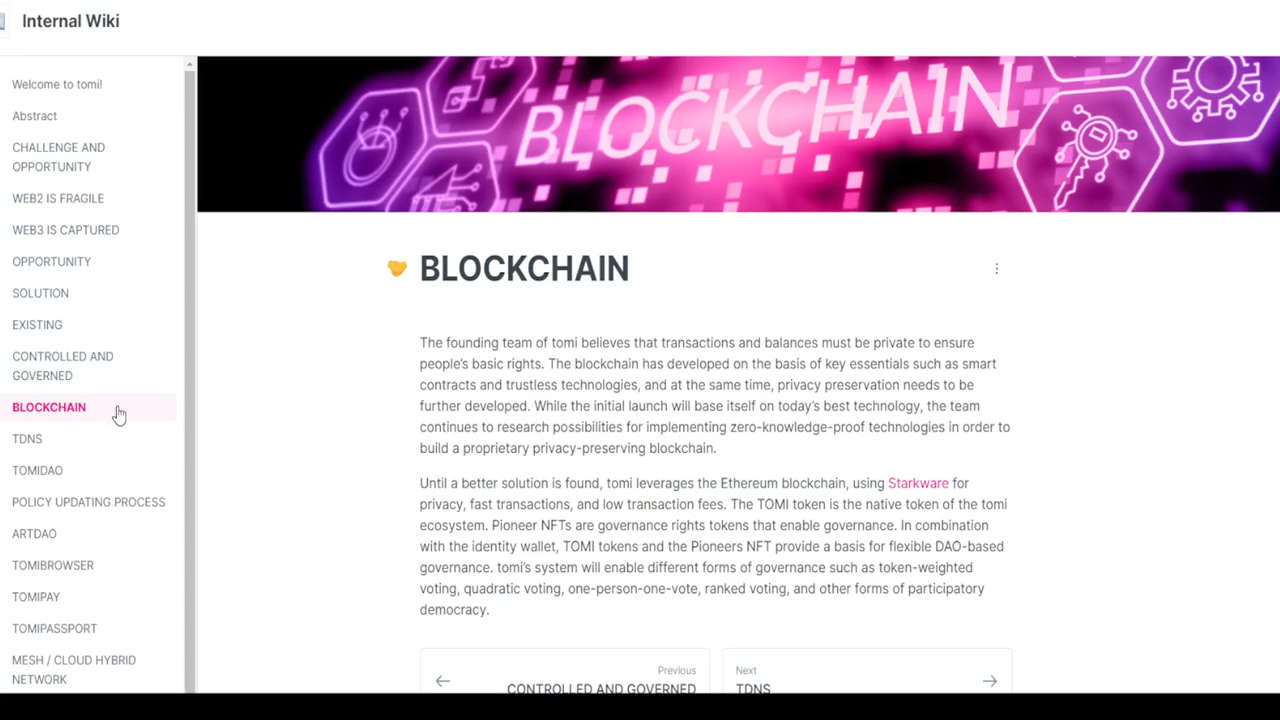 Internal Wiki
Welcome to tomi!
Abstract
CHALLENGE AND
OPPORTUNITY
WEB2 IS FRAGILE
WEB3 IS CAPTURED
OPPORTUNITY
SOLUTION
EXISTING
CONTROLLED AND
GOVERNED
BLOCKCHAIN
TDNS
TOMIDAO
POLICY UPDATING PROCESS
ARTDAO
TOMIBROWSER
TOMIPAY
TOMIPASSPORT
MESH / CLOUD HYBRID
NETWORK
BLOCKCHAIN
BLOCKCHAIN
The founding team of tomi believes that transactions and balances must be private to ensure
people's basic rights. The blockchain has developed on the basis of key essentials such as smart
contracts and trustless technologies, and at the same time, privacy preservation needs to be
further developed. While the initial launch will base itself on today's best technology, the team
continues to research possibilities for implementing zero-knowledge-proof technologies in order to
build a proprietary privacy-preserving blockchain.
Until a better solution is found, tomi leverages the Ethereum blockchain, using Starkware for
privacy, fast transactions, and low transaction fees. The TOMI token is the native token of the tomi
ecosystem. Pioneer NFTs are governance rights tokens that enable governance. In combination
with the identity wallet, TOMI tokens and the Pioneers NFT provide a basis for flexible DAO-based
governance. tomi's system will enable different forms of governance such as token-weighted
voting, quadratic voting, one-person-one-vote, ranked voting, and other forms of participatory
democracy.
Previous
CONTROLLED AND GOVERNED
Next
TDNS